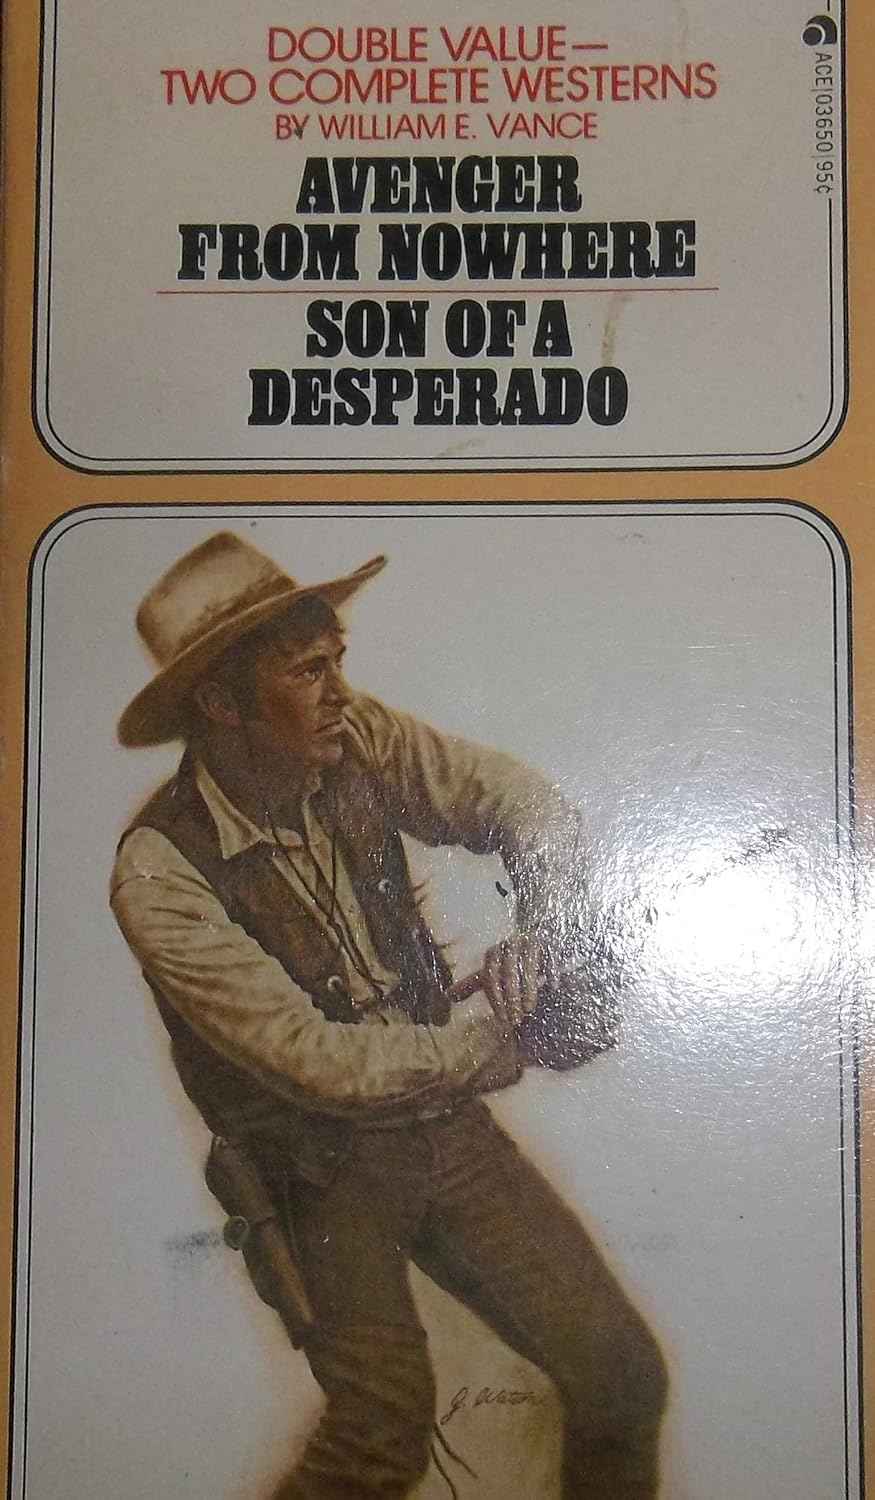 DOUBLE VALUE—
TWO COMPLETE WESTERNS
BY WILLIAM E. VANCE
AVENGER
FROM NOWHERE
SON OF A
DESPERADO
ACE|03650|95¢